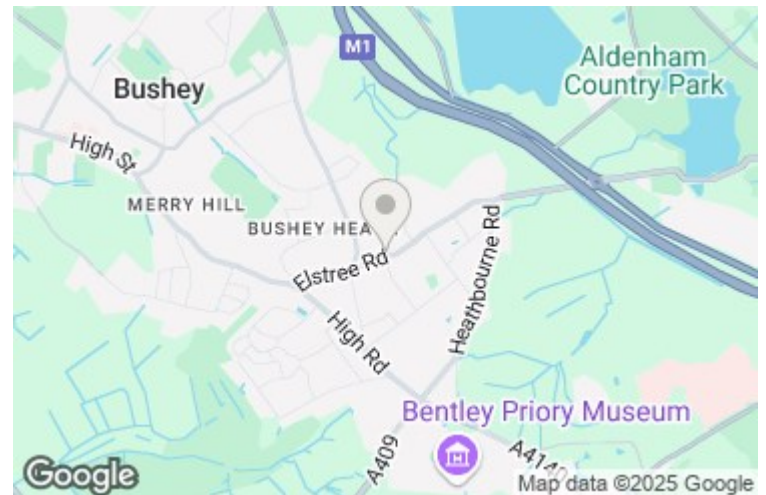 M1
Aldenham
Country Park
Bushey
High St
MERRY HILL
BUSHEY HEA
Heathbourne Rd
Elstree Rd
High Rd
Bentley Priory Museum
A409
A4140
Google
Map data ©2025 Google